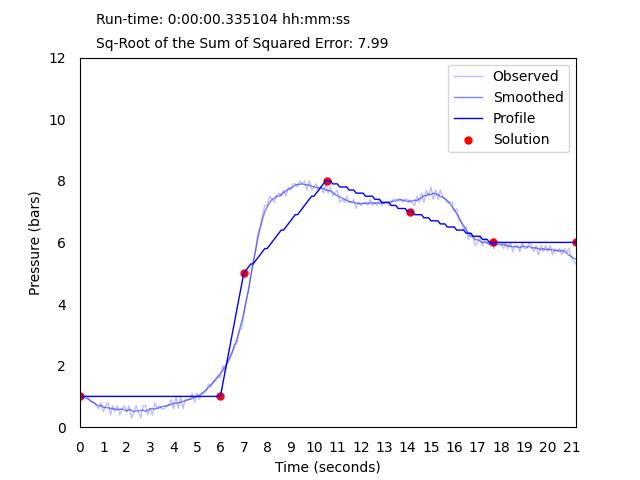 Run-time: 0:00:00.335104 hh:mm:ss
Sq-Root of the Sum of Squared Error: 7.99
12
10
8
6
4
2
0
Pressure (bars)
Observed
Smoothed
Profile
Solution
0 1 2 3 4 5 6 7 8 9 10 11 12 13 14 15 16 17 18 19 20 21
Time (seconds)